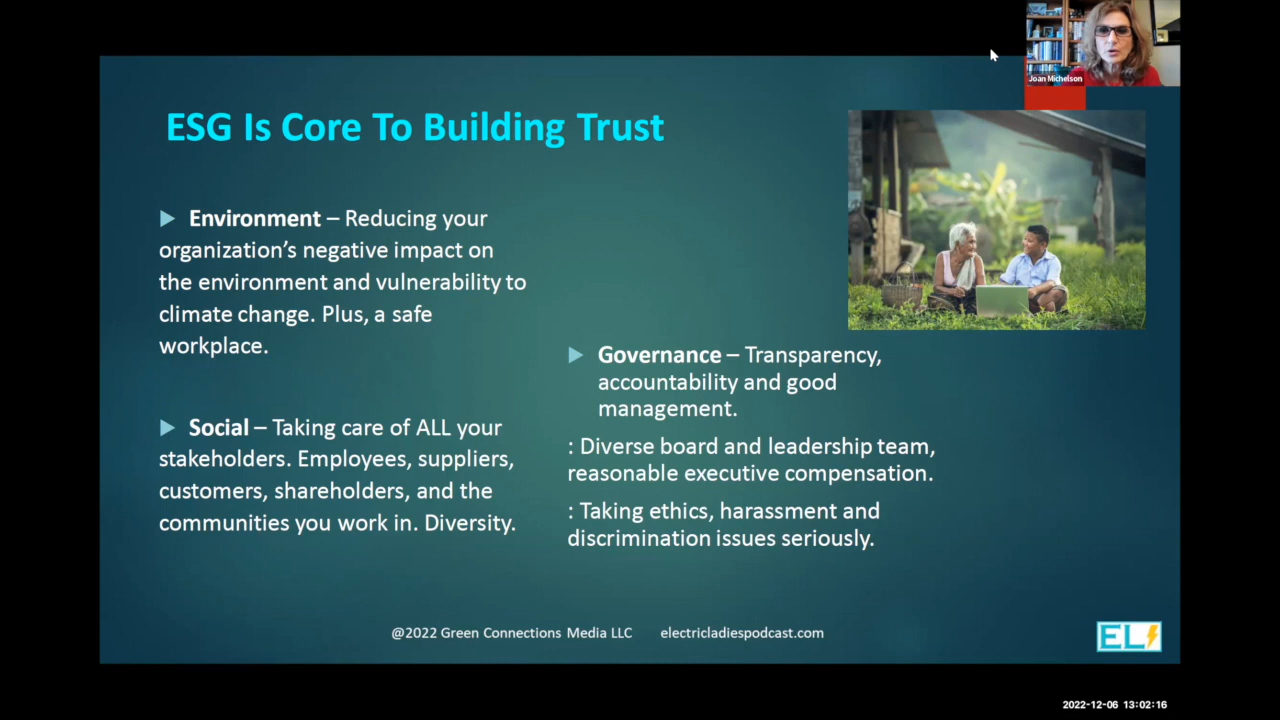 Joan Michelson
ESG Is Core To Building Trust
Environment – Reducing your
organization's negative impact on
the environment and vulnerability to
climate change. Plus, a safe
workplace.
Social – Taking care of ALL your
stakeholders. Employees, suppliers,
customers, shareholders, and the
communities you work in. Diversity.
Governance – Transparency,
accountability and good
management.
: Diverse board and leadership team,
reasonable executive compensation.
: Taking ethics, harassment and
discrimination issues seriously.
@2022 Green Connections Media LLC electricladiespodcast.com
EL
2022-12-06 13:02:16